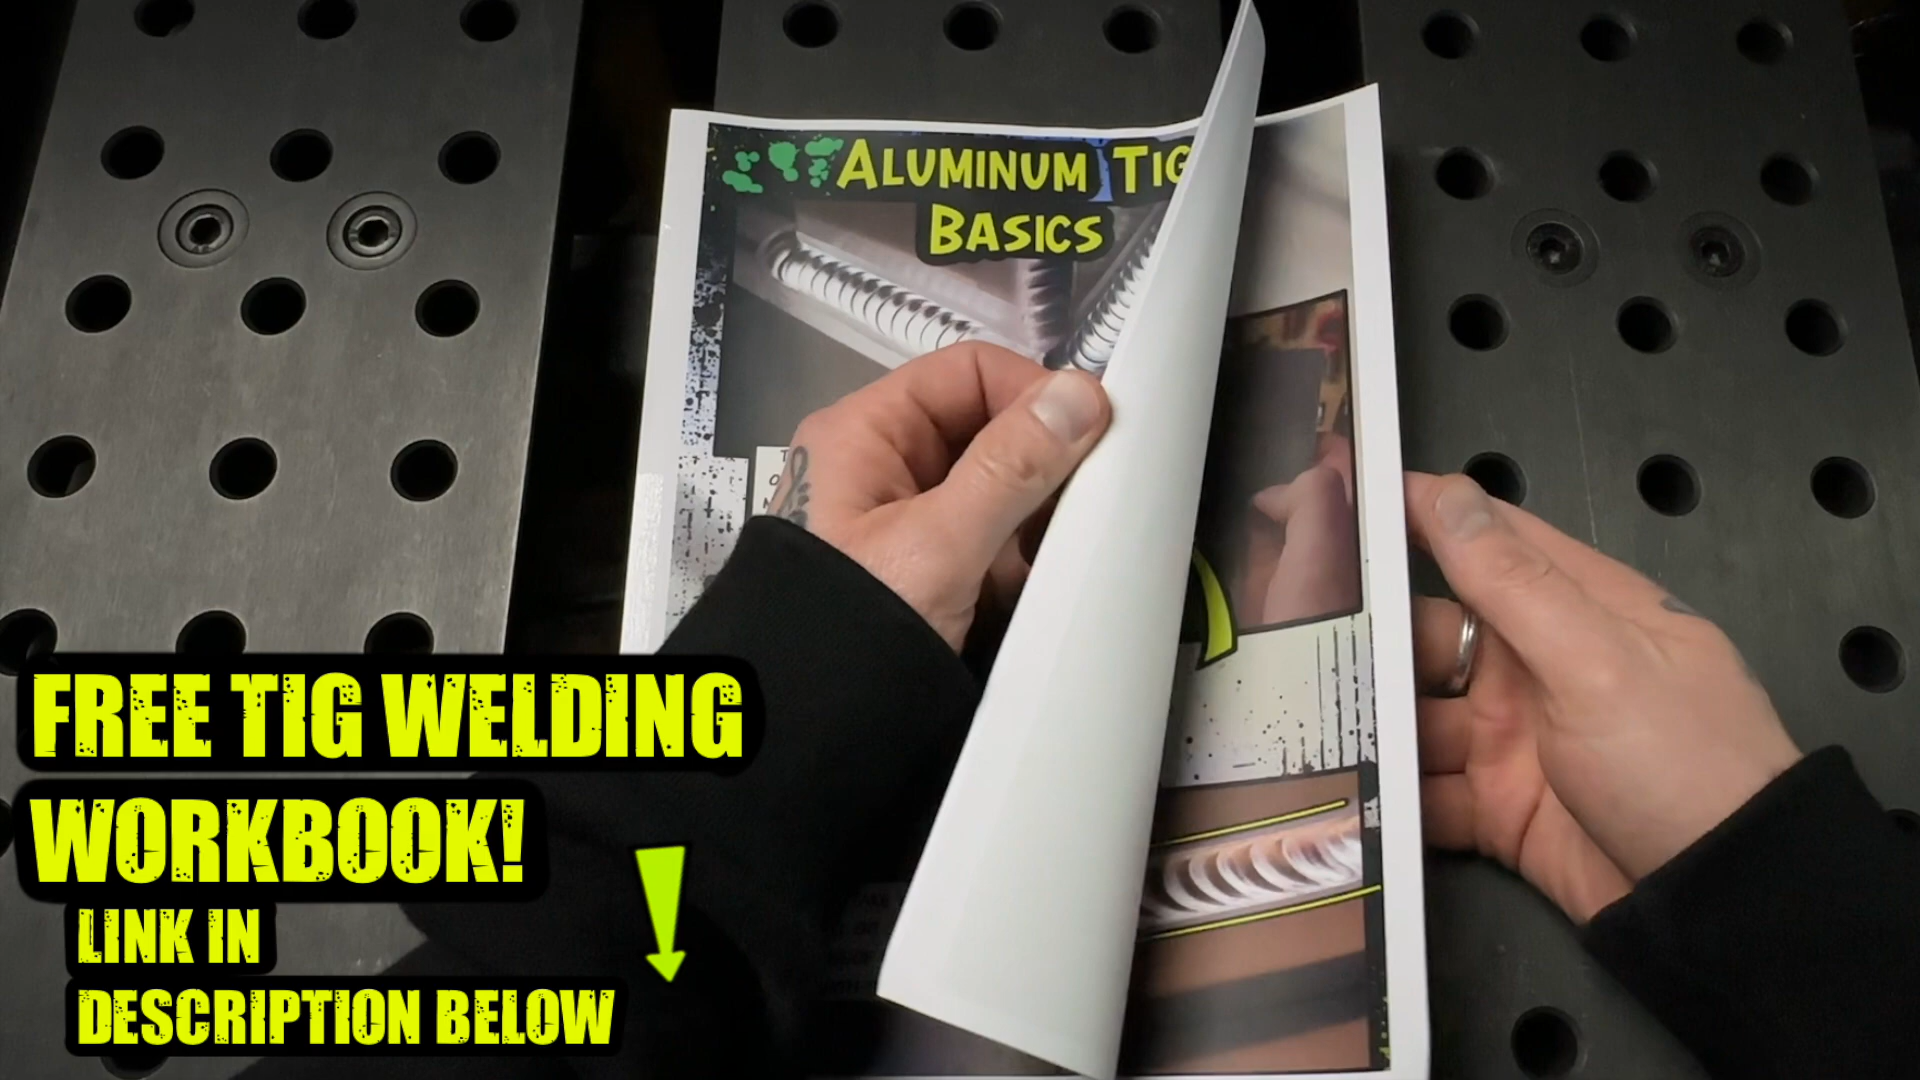 ALUMINUM TIG
BASICS
FREE TIG WELDING
WORKBOOK!
LINK IN
DESCRIPTION BELOW